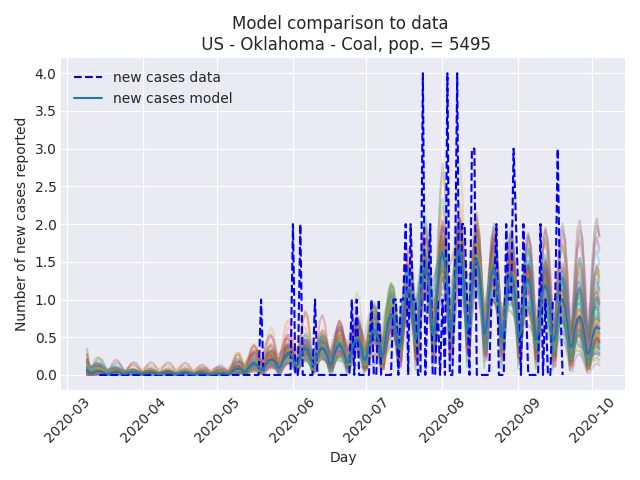 Model comparison to data
US - Oklahoma - Coal, pop. = 5495
new cases data
new cases model
Number of new cases reported
4.0
3.5
3.0
2.5
2.0
1.5
1.0
0.5
0.0
2020-03
2020-04
2020-05
2020-06
2020-07
2020-08
2020-09
2020-10
Day